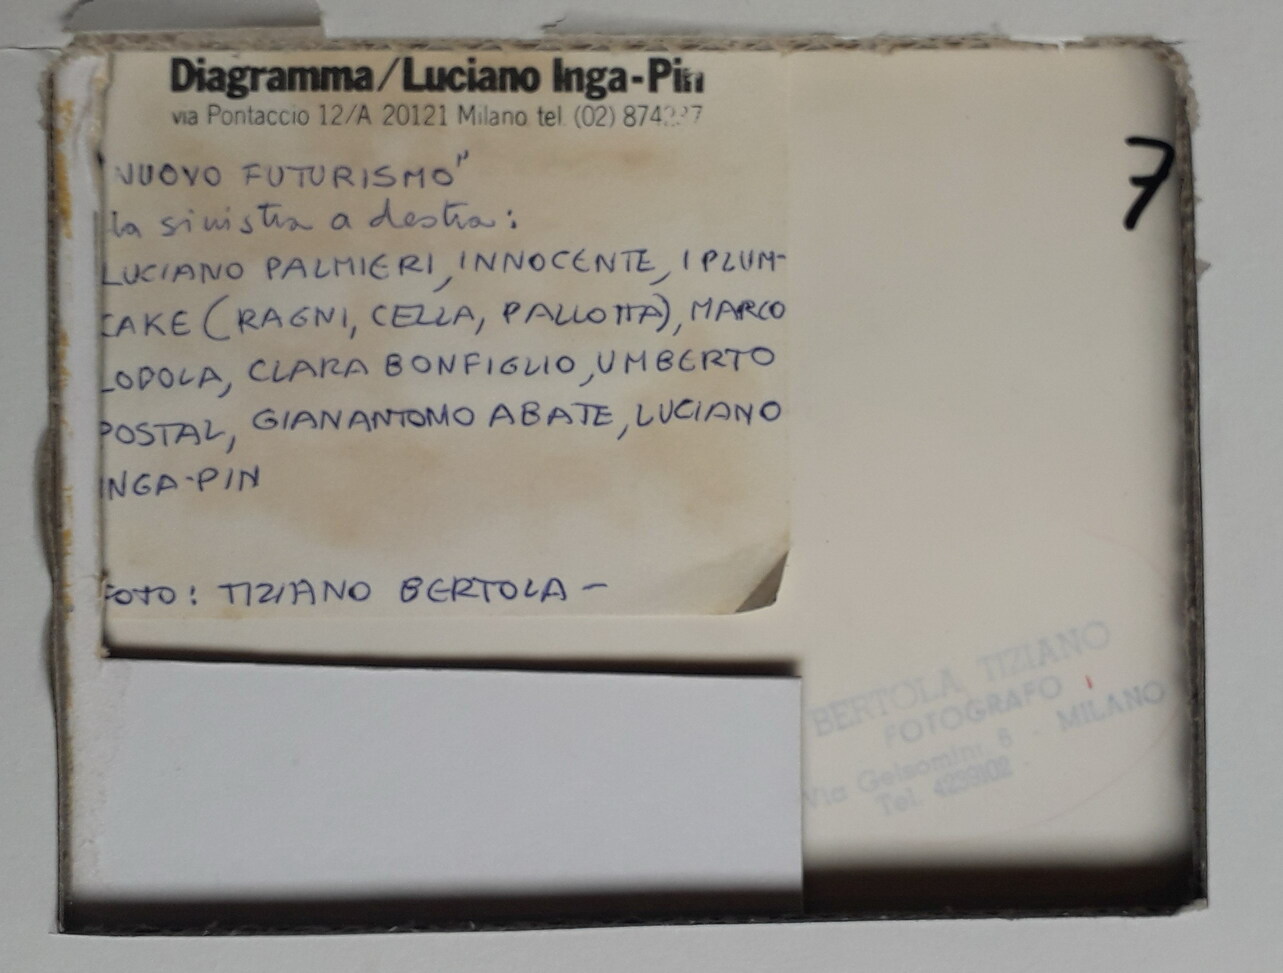 Diagramma/Luciano Inga-Pin
via Pontaccio 12/A 20121 Milano tel. (02)
NUOVO FUTURISMO"
da sinistra a destra:
LUCIANO PALMIERI, INNOCENTE, I PLUM-
CAKE (RAGNI, CELLA, PALLOTTA), MARCO
LODOLA, CLARA BONFIGLIO, UMBERTO
POSTAL, GIANANTONIO ABATE, LUCIANO
INGA-PIN
FOTO: TIZIANO BERTOLA -
7
BERTOLA TIZIANO
FOTOGRAFO
Via Gelsomini 6 - MILANO
Tel.